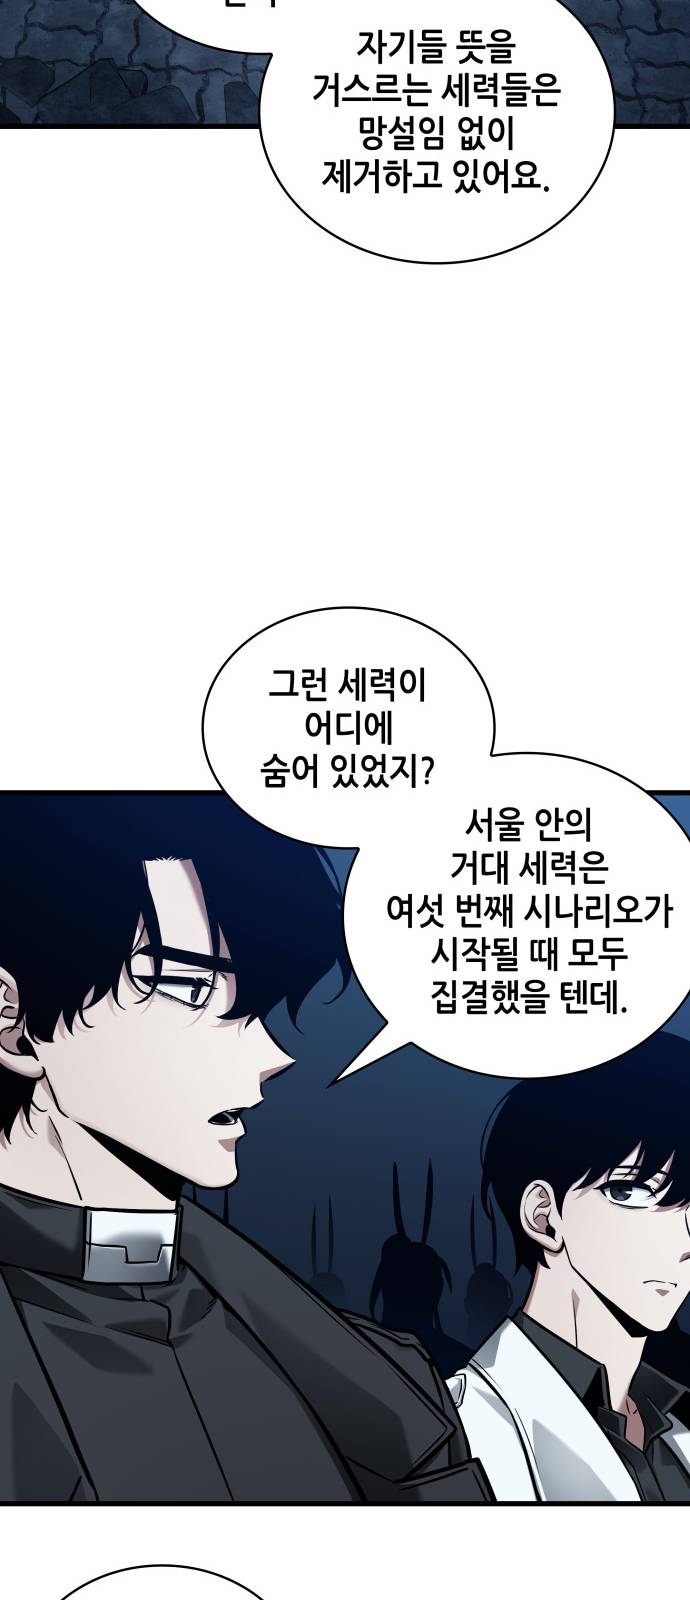 자기들 뜻을
거스르는 세력들은
망설임 없이
제거하고 있어요.
그런 세력이
어디에
숨어 있었지?
서울 안의
거대 세력은
여섯 번째 시나리오가
시작될 때 모두
집결했을 텐데.